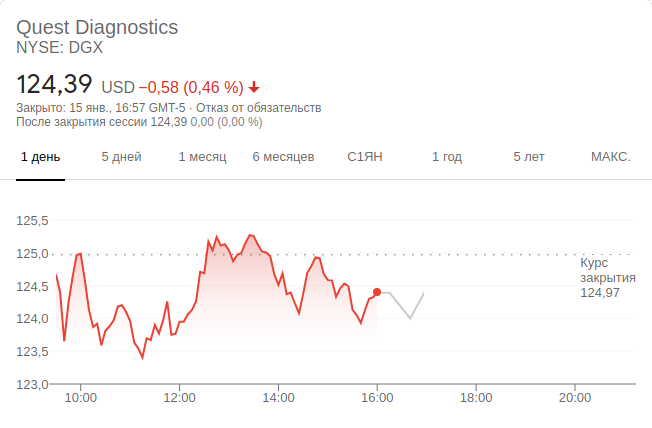 Quest Diagnostics
NYSE: DGX
124,39 USD −0,58 (0,46 %)
Закрыто: 15 янв., 16:57 GMT-5 · Отказ от обязательств
После закрытия сессии 124,39 0,00 (0,00 %)
1 день 5 дней 1 месяц 6 месяцев С1ЯН 1 год 5 лет МАКС.
125,5
125,0
Курс
закрытия
124,97
124,5
124,0
123,5
123,0
10:00 12:00 14:00 16:00 18:00 20:00